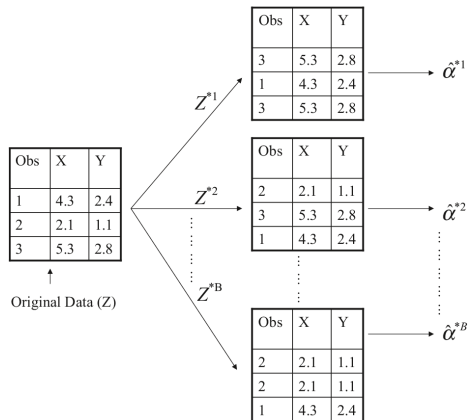 Obs X Y
3 5.3 2.8
1 4.3 2.4
3 5.3 2.8
Z*1
α̂*1
Obs X Y
1 4.3 2.4
2 2.1 1.1
3 5.3 2.8
Original Data (Z)
Z*2
Obs X Y
2 2.1 1.1
3 5.3 2.8
1 4.3 2.4
α̂*2
Z*B
Obs X Y
2 2.1 1.1
2 2.1 1.1
1 4.3 2.4
α̂*B